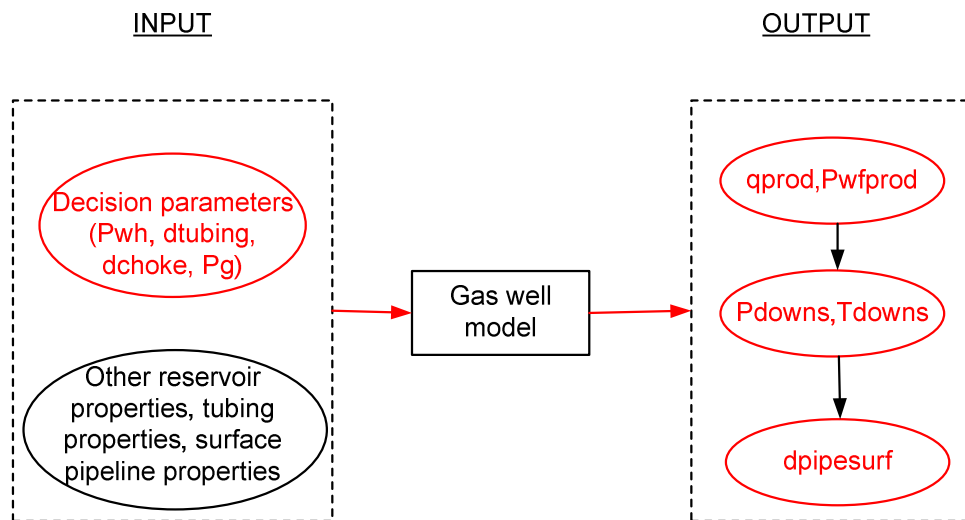 INPUT
OUTPUT
Decision parameters
(Pwh, dtubing,
dchoke, Pg)
Other reservoir
properties, tubing
properties, surface
pipeline properties
Gas well
model
qprod,Pwfprod
Pdowns,Tdowns
dpipesurf